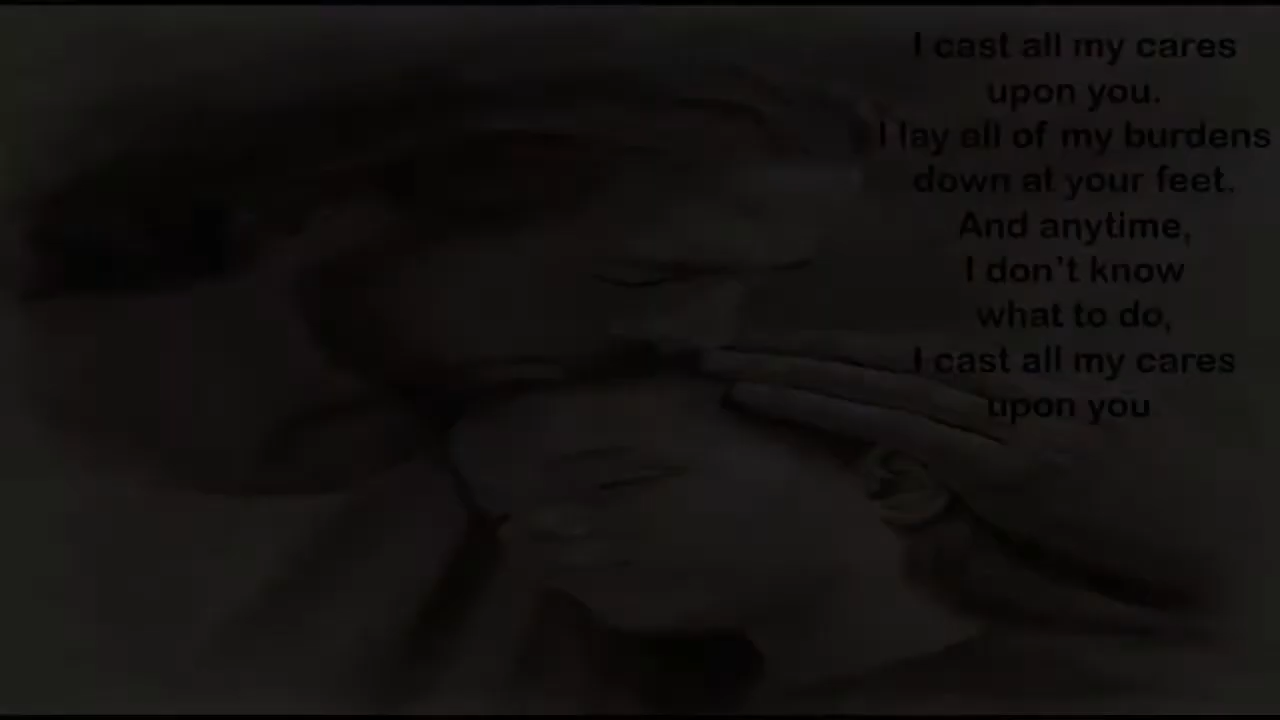 I cast all my cares
upon you.
I lay all of my burdens
down at your feet.
And anytime,
I don't know
what to do,
I cast all my cares
upon you